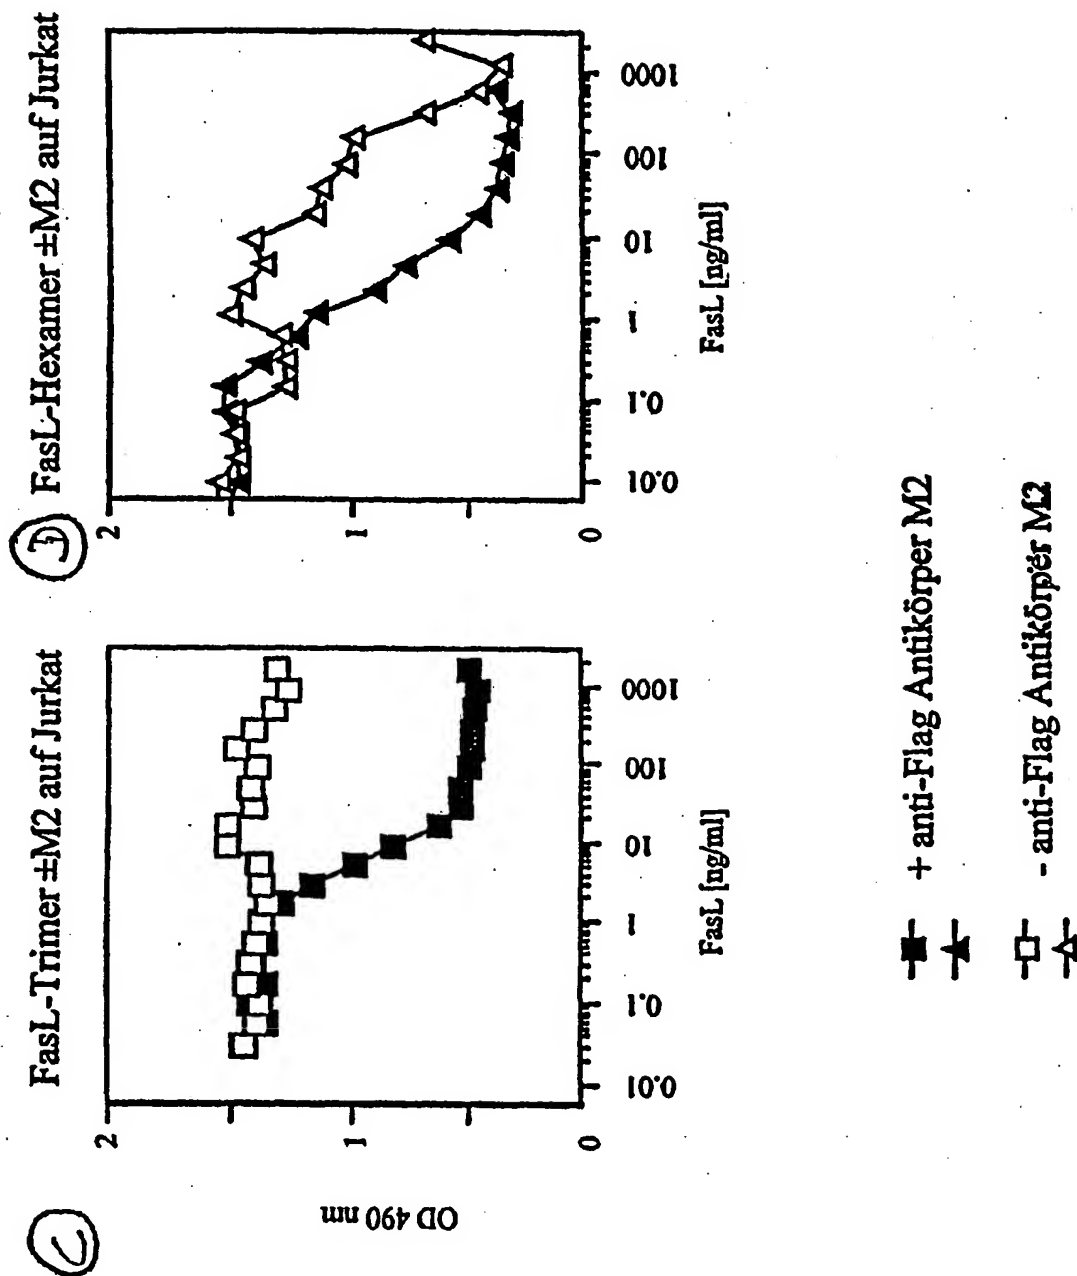 C
FasL-Trimer ±M2 auf Jurkat
OD 490 nm
2
1
0
0.01
0.1
1
10
100
1000
FasL [ng/ml]
D
FasL-Hexamer ±M2 auf Jurkat
2
1
0
0.01
0.1
1
10
100
1000
FasL [ng/ml]
+ anti-Flag Antikörper M2
- anti-Flag Antikörper M2